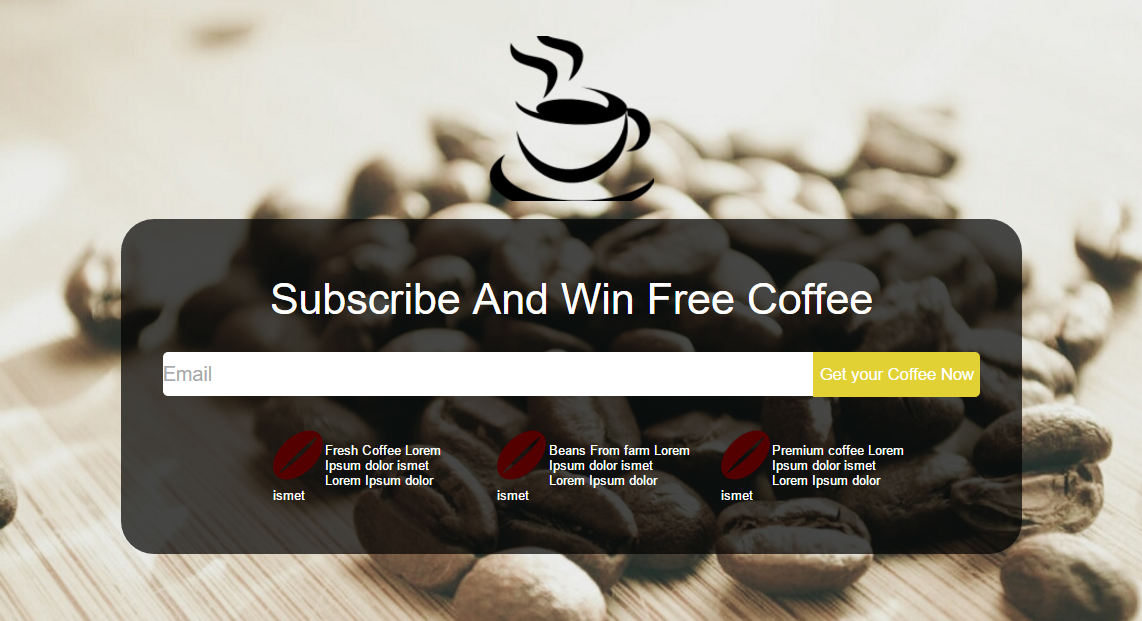 Subscribe And Win Free Coffee
Email
Get your Coffee Now
Fresh Coffee Lorem
Ipsum dolor ismet
Lorem Ipsum dolor
ismet
Beans From farm Lorem
Ipsum dolor ismet
Lorem Ipsum dolor
ismet
Premium coffee Lorem
Ipsum dolor ismet
Lorem Ipsum dolor
ismet